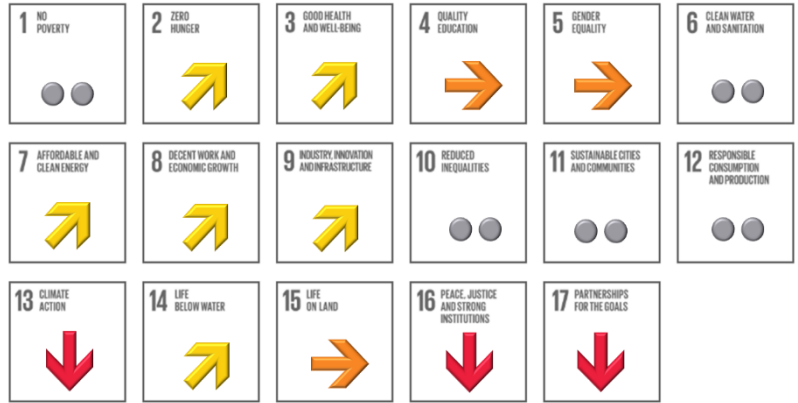 1 NO
POVERTY
2 ZERO
HUNGER
3 GOOD HEALTH
AND WELL-BEING
4 QUALITY
EDUCATION
5 GENDER
EQUALITY
6 CLEAN WATER
AND SANITATION
7 AFFORDABLE AND
CLEAN ENERGY
8 DECENT WORK AND
ECONOMIC GROWTH
9 INDUSTRY, INNOVATION
AND INFRASTRUCTURE
10 REDUCED
INEQUALITIES
11 SUSTAINABLE CITIES
AND COMMUNITIES
12 RESPONSIBLE
CONSUMPTION
AND PRODUCTION
13 CLIMATE
ACTION
14 LIFE
BELOW WATER
15 LIFE
ON LAND
16 PEACE, JUSTICE
AND STRONG
INSTITUTIONS
17 PARTNERSHIPS
FOR THE GOALS